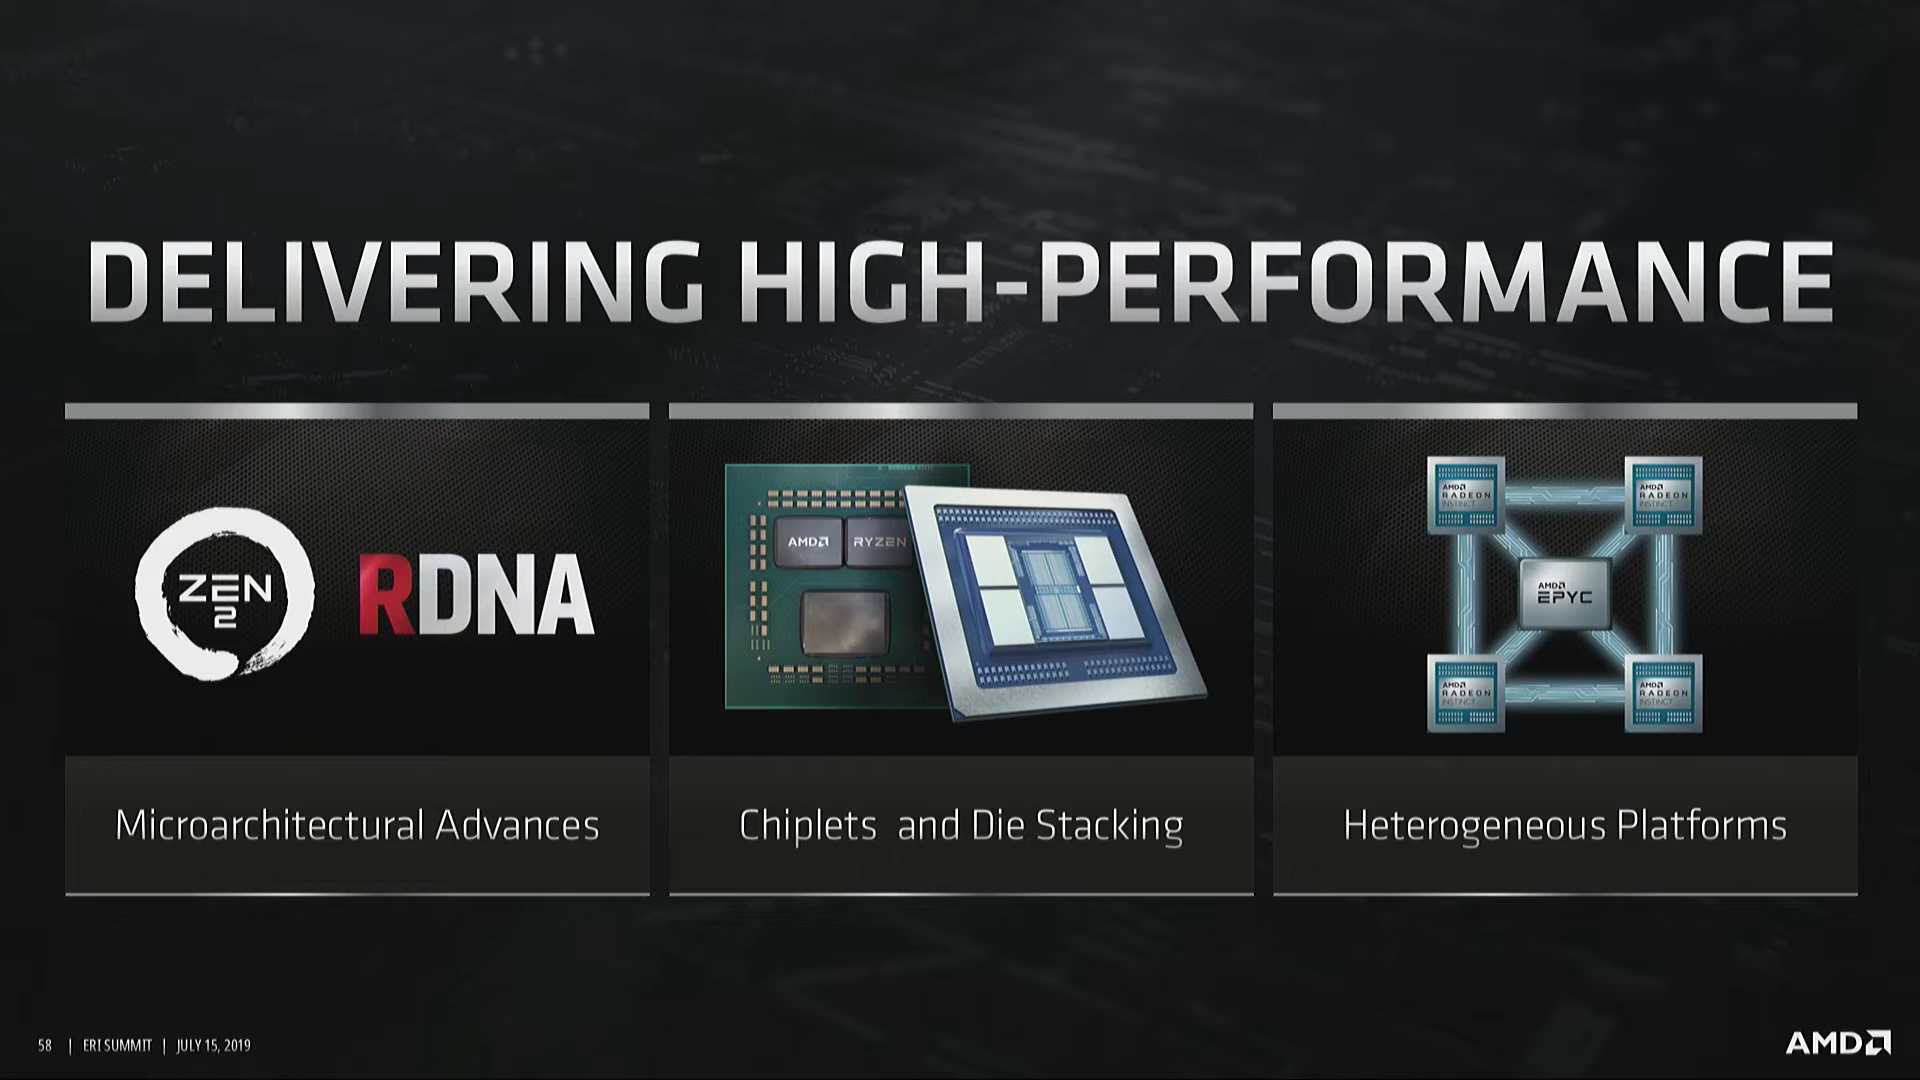 DELIVERING HIGH-PERFORMANCE
ZEN
2
RDNA
Microarchitectural Advances
AMD
RYZEN
Chiplets and Die Stacking
AMD
RADEON
INSTINCT
AMD
RADEON
INSTINCT
AMD
EPYC
AMD
RADEON
INSTINCT
AMD
RADEON
INSTINCT
Heterogeneous Platforms
58 | ERI SUMMIT | JULY 15, 2019
AMD